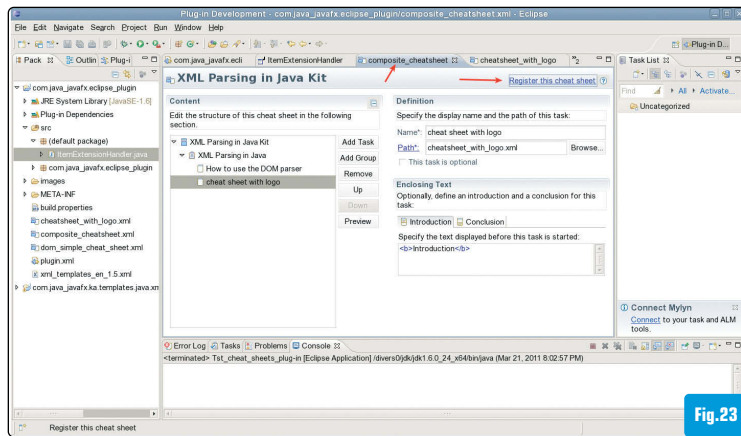 Plug-in Development - com.java_javafx.eclipse_plugin/composite_cheatsheet.xml - Eclipse
File Edit Navigate Search Project Run Window Help
Plug-in D...
Pack Outlin Plug-i
com.java_javafx.ecli ItemExtensionHandler composite_cheatsheet cheatsheet_with_logo »2
Task List
com.java_javafx.eclipse_plugin
JRE System Library [JavaSE-1.6]
Plug-in Dependencies
src
(default package)
ItemExtensionHandler.java
com.java_javafx.eclipse_plugin
images
META-INF
build.properties
cheatsheet_with_logo.xml
composite_cheatsheet.xml
dom_simple_cheat_sheet.xml
plugin.xml
xml_templates_en_1.5.xml
com.java_javafx.ka.templates.java.xm
XML Parsing in Java Kit
Register this cheat sheet
Content
Edit the structure of this cheat sheet in the following
section.
XML Parsing in Java Kit
XML Parsing in Java
How to use the DOM parser
cheat sheet with logo
Add Task
Add Group
Remove
Up
Down
Preview
Definition
Specify the display name and the path of this task:
Name*: cheat sheet with logo
Path*: cheatsheet_with_logo.xml Browse...
This task is optional
Enclosing Text
Optionally, define an introduction and a conclusion for this
task:
Introduction Conclusion
Specify the text displayed before this task is started:
<b>Introduction</b>
Find All Activate...
Uncategorized
Connect Mylyn
Connect to your task and ALM
tools.
Error Log Tasks Problems Console
<terminated> Tst_cheat_sheets_plug-in [Eclipse Application] /divers0/jdk/jdk1.6.0_24_x64/bin/java (Mar 21, 2011 8:02:57 PM)
Register this cheat sheet
Fig.23